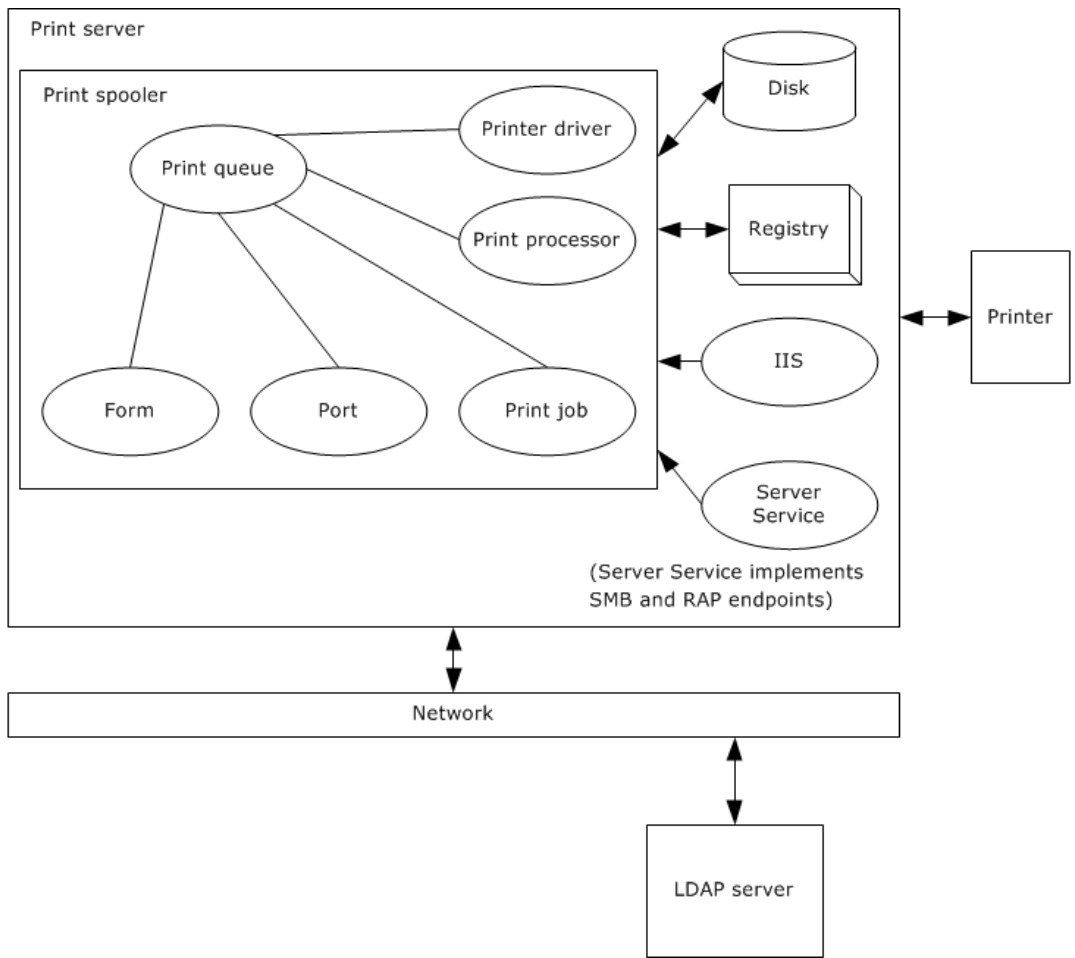 Print server
Print spooler
Disk
Printer driver
Print queue
Registry
Print processor
Printer
IIS
Form
Port
Print job
Server
Service
(Server Service implements
SMB and RAP endpoints)
Network
LDAP server